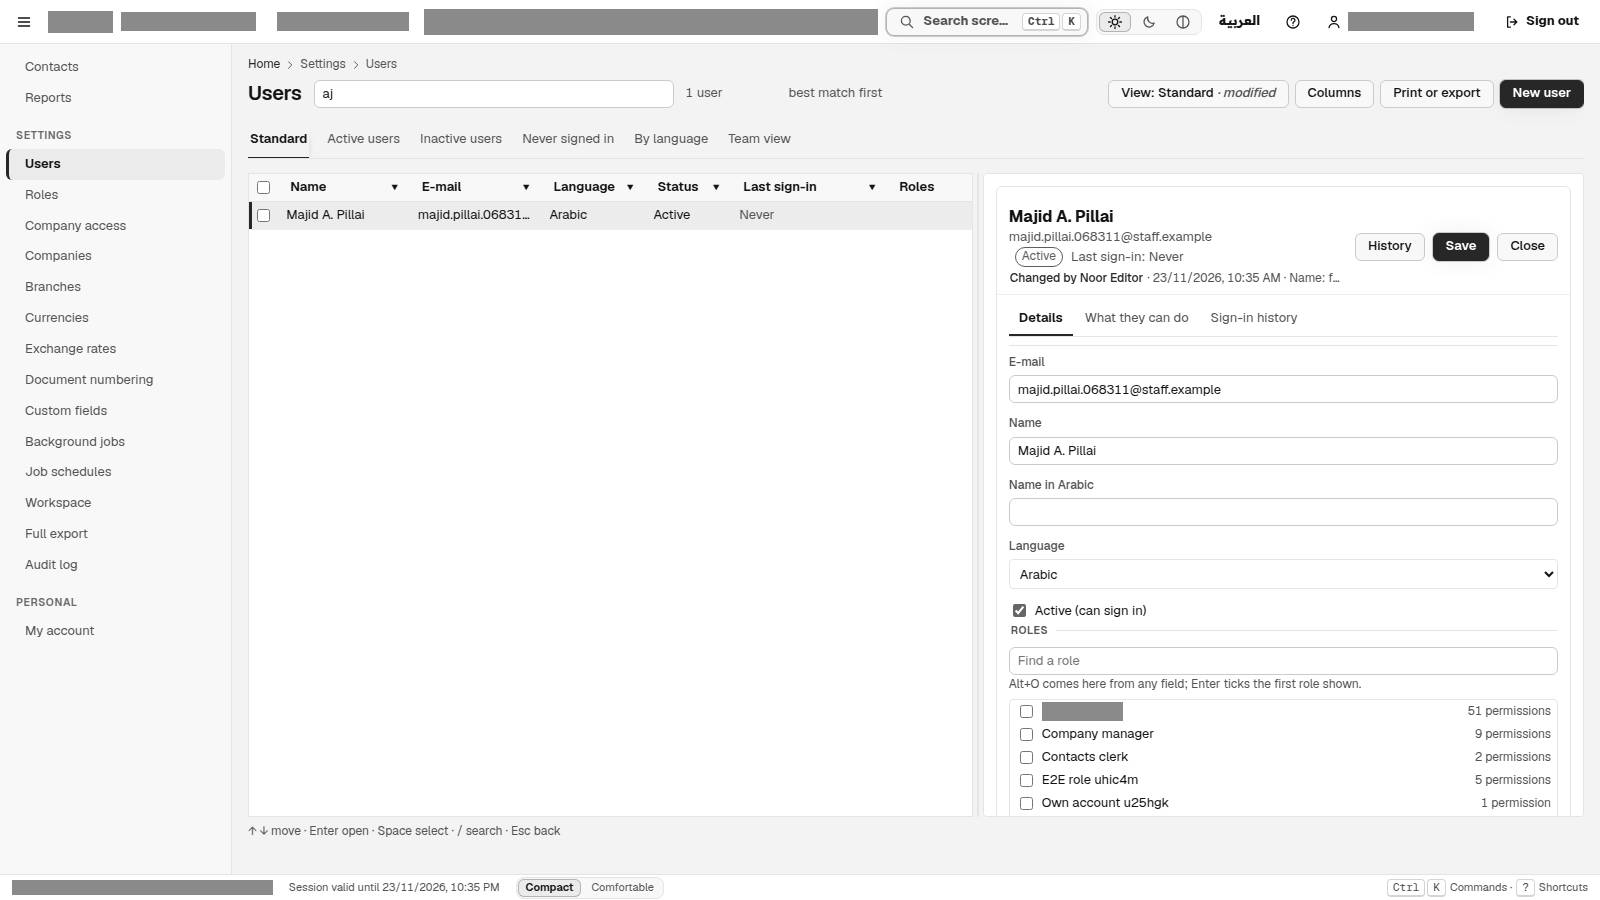 Search scre... Ctrl K
العربية
Sign out
Contacts
Reports
SETTINGS
Users
Roles
Company access
Companies
Branches
Currencies
Exchange rates
Document numbering
Custom fields
Background jobs
Job schedules
Workspace
Full export
Audit log
PERSONAL
My account
Home > Settings > Users
Users
aj
1 user
best match first
View: Standard · modified
Columns
Print or export
New user
Standard
Active users
Inactive users
Never signed in
By language
Team view
Name E-mail Language Status Last sign-in Roles
Majid A. Pillai majid.pillai.06831... Arabic Active Never
Majid A. Pillai
majid.pillai.068311@staff.example
Active Last sign-in: Never
Changed by Noor Editor · 23/11/2026, 10:35 AM · Name: f...
History
Save
Close
Details
What they can do
Sign-in history
E-mail
majid.pillai.068311@staff.example
Name
Majid A. Pillai
Name in Arabic
Language
Arabic
Active (can sign in)
ROLES
Find a role
Alt+O comes here from any field; Enter ticks the first role shown.
51 permissions
Company manager 9 permissions
Contacts clerk 2 permissions
E2E role uhic4m 5 permissions
Own account u25hgk 1 permission
↑ ↓ move · Enter open · Space select · / search · Esc back
Session valid until 23/11/2026, 10:35 PM
Compact
Comfortable
Ctrl K Commands · ? Shortcuts